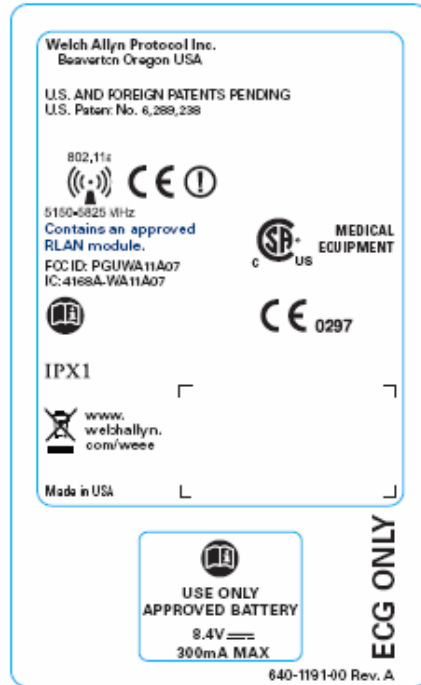 Welch Allyn Protocol Inc.
Beaverton Oregon USA
U.S. AND FOREIGN PATENTS PENDING
U.S. Patent No. 6,289,238
802,11a
5150-5825 MHz
Contains an approved
RLAN module.
FCC ID: PGUWA11A07
IC: 4168A-WA11A07
C SA US
MEDICAL
EQUIPMENT
CE 0297
IPX1
www.
welchallyn.
com/weee
Made in USA
USE ONLY
APPROVED BATTERY
8.4V
300mA MAX
ECG ONLY
640-1191-00 Rev. A